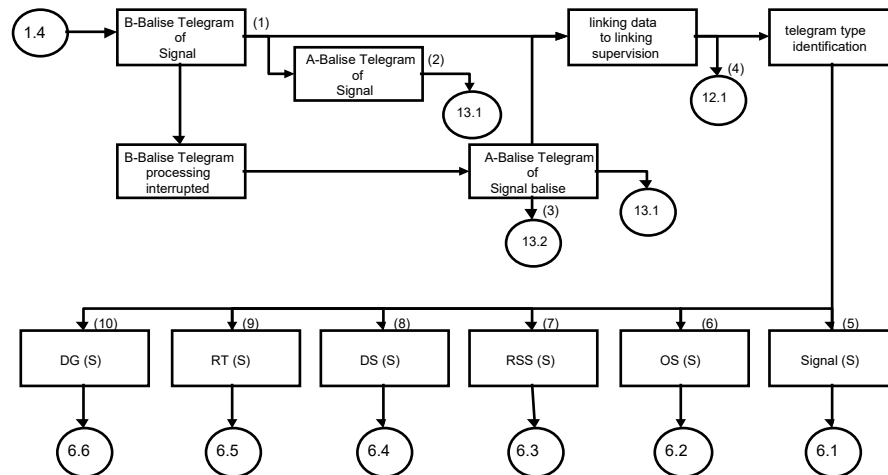 1.4
B-Balise Telegram
of
Signal
(1)
A-Balise Telegram
of
Signal
(2)
13.1
linking data
to linking
supervision
(4)
12.1
telegram type
identification
B-Balise Telegram
processing
interrupted
A-Balise Telegram
of
Signal balise
(3)
13.2
13.1
(10)
(9)
(8)
(7)
(6)
(5)
DG (S)
RT (S)
DS (S)
RSS (S)
OS (S)
Signal (S)
6.6
6.5
6.4
6.3
6.2
6.1